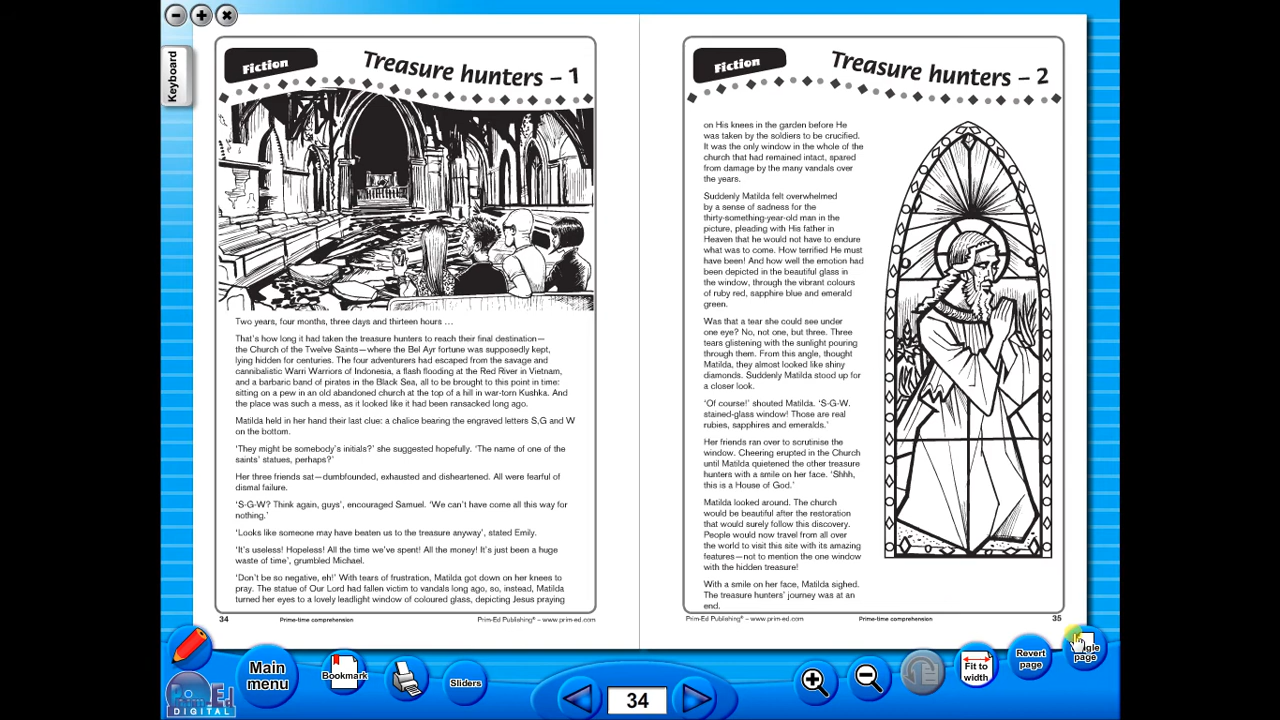 Keyboard
Fiction
Treasure hunters – 1
Two years, four months, three days and thirteen hours …
That's how long it had taken the treasure hunters to reach their final destination—
the Church of the Twelve Saints—where the Bel Ayr fortune was supposedly kept,
lying hidden for centuries. The four adventurers had escaped from the savage and
cannibalistic Warri Warriors of Indonesia, a flash flooding at the Red River in Vietnam,
and a barbaric band of pirates in the Black Sea, all to be brought to this point in time:
sitting on a pew in an old abandoned church at the top of a hill in war-torn Kushka. And
the place was such a mess, as it looked like it had been ransacked long ago.
Matilda held in her hand their last clue: a chalice bearing the engraved letters S,G and W
on the bottom.
‘They might be somebody's initials?’ she suggested hopefully. ‘The name of one of the
saints’ statues, perhaps?’
Her three friends sat—dumbfounded, exhausted and disheartened. All were fearful of
dismal failure.
‘S-G-W? Think again, guys’, encouraged Samuel. ‘We can't have come all this way for
nothing.’
‘Looks like someone may have beaten us to the treasure anyway’, stated Emily.
‘It's useless! Hopeless! All the time we've spent! All the money! It's just been a huge
waste of time’, grumbled Michael.
‘Don't be so negative, eh!’ With tears of frustration, Matilda got down on her knees to
pray. The statue of Our Lord had fallen victim to vandals long ago, so, instead, Matilda
turned her eyes to a lovely leadlight window of coloured glass, depicting Jesus praying
34
Prime-time comprehension
Prim-Ed Publishing® – www.prim-ed.com
Fiction
Treasure hunters – 2
on His knees in the garden before He
was taken by the soldiers to be crucified.
It was the only window in the whole of the
church that had remained intact, spared
from damage by the many vandals over
the years.
Suddenly Matilda felt overwhelmed
by a sense of sadness for the
thirty-something-year-old man in the
picture, pleading with His father in
Heaven that he would not have to endure
what was to come. How terrified He must
have been! And how well the emotion had
been depicted in the beautiful glass in
the window, through the vibrant colours
of ruby red, sapphire blue and emerald
green.
Was that a tear she could see under
one eye? No, not one, but three. Three
tears glistening with the sunlight pouring
through them. From this angle, thought
Matilda, they almost looked like shiny
diamonds. Suddenly Matilda stood up for
a closer look.
‘Of course!’ shouted Matilda. ‘S-G-W,
stained-glass window! Those are real
rubies, sapphires and emeralds.’
Her friends ran over to scrutinise the
window. Cheering erupted in the Church
until Matilda quietened the other treasure
hunters with a smile on her face. ‘Shhh,
this is a House of God.’
Matilda looked around. The church
would be beautiful after the restoration
that would surely follow this discovery.
People would now travel from all over
the world to visit this site with its amazing
features—not to mention the one window
with the hidden treasure!
With a smile on her face, Matilda sighed.
The treasure hunters’ journey was at an
end.
Prim-Ed Publishing® – www.prim-ed.com
Prime-time comprehension
35
Main
menu
Bookmark
Sliders
34
Fit to
width
Revert
page
page
DIGITAL